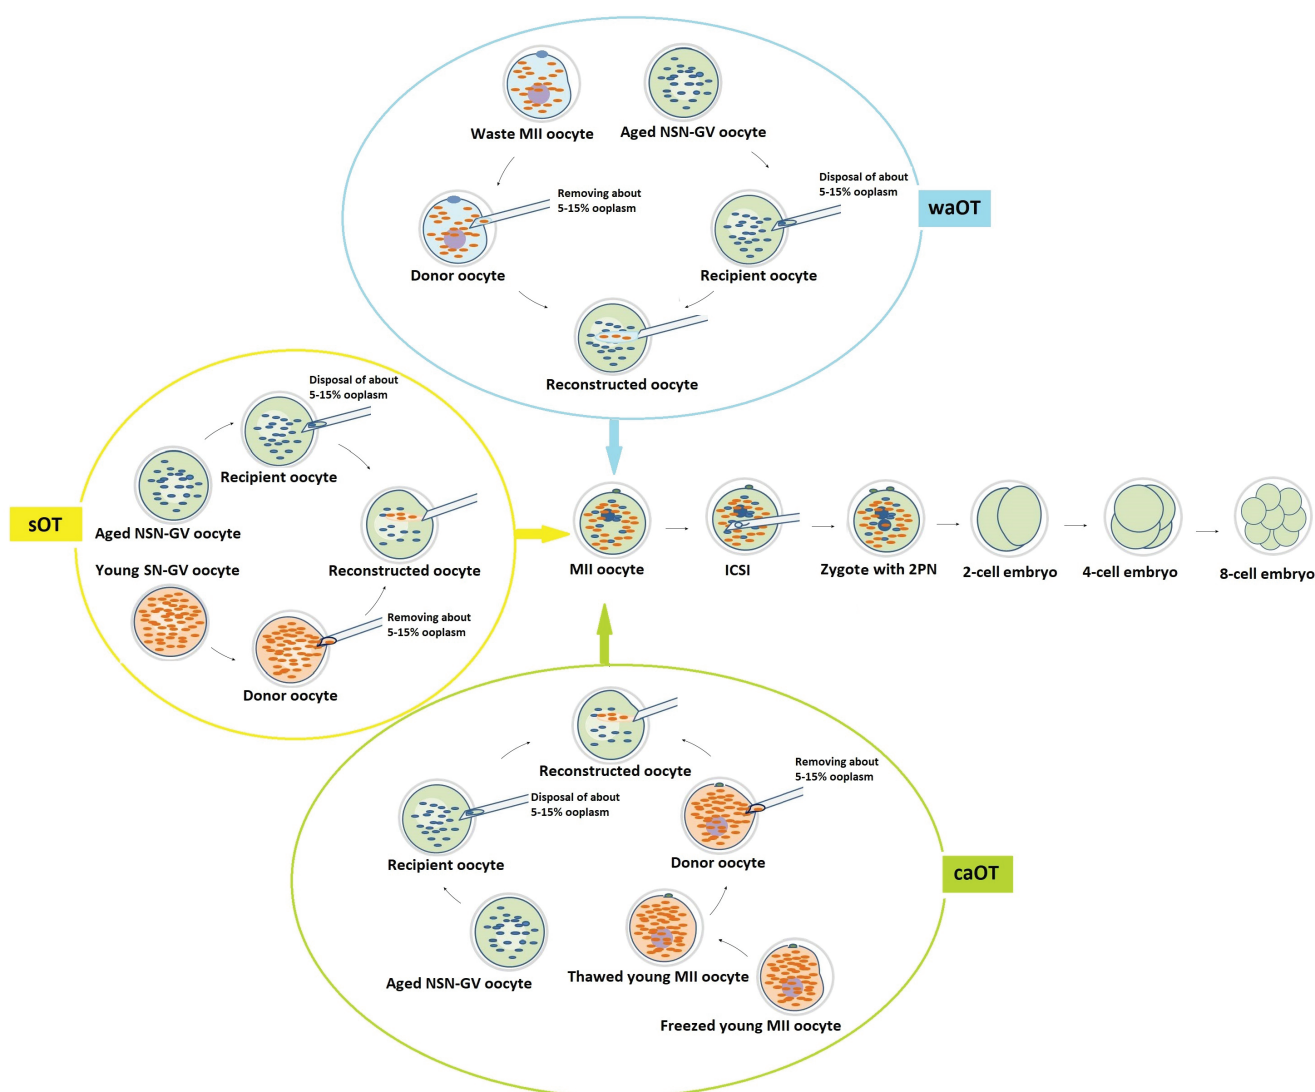 Waste MII oocyte
Aged NSN-GV oocyte
Removing about
5-15% ooplasm
Disposal of about
5-15% ooplasm
waOT
Donor oocyte
Recipient oocyte
Reconstructed oocyte
Disposal of about
5-15% ooplasm
Recipient oocyte
sOT
Aged NSN-GV oocyte
Young SN-GV oocyte
Reconstructed oocyte
Removing about
5-15% ooplasm
Donor oocyte
MII oocyte
ICSI
Zygote with 2PN
2-cell embryo
4-cell embryo
8-cell embryo
Reconstructed oocyte
Removing about
5-15% ooplasm
Disposal of about
5-15% ooplasm
Recipient oocyte
Donor oocyte
caOT
Aged NSN-GV oocyte
Thawed young MII oocyte
Freezed young MII oocyte